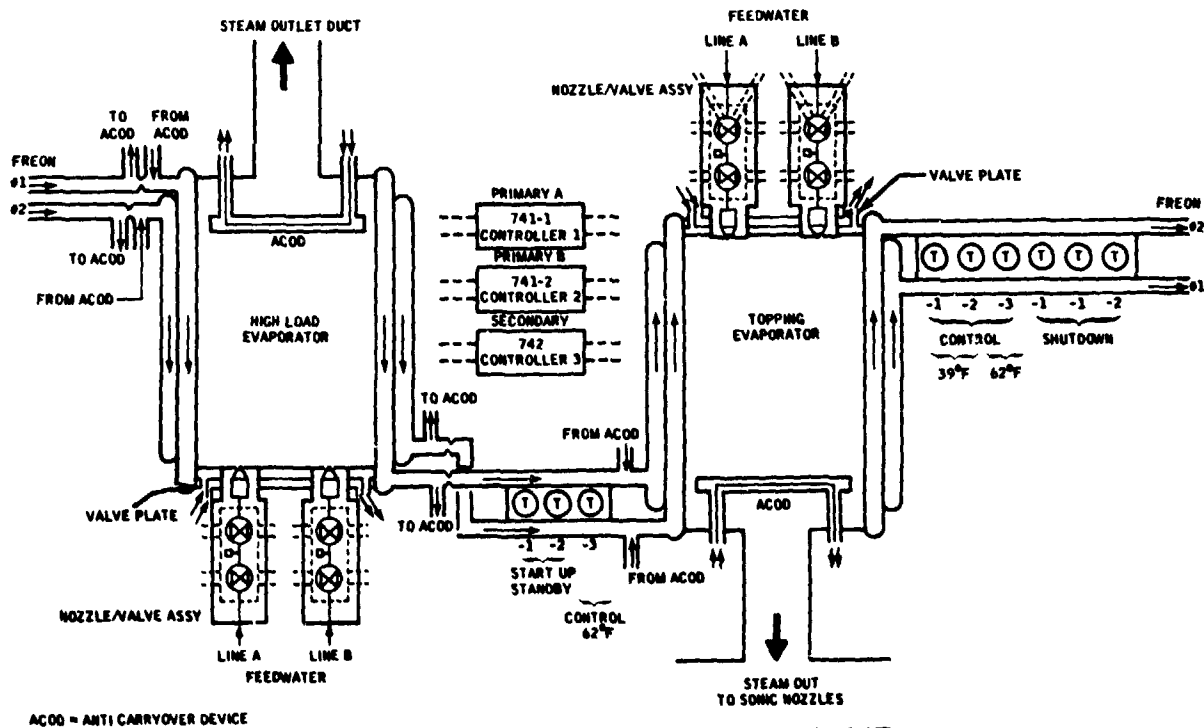 FEEDWATER
STEAM OUTLET DUCT
LINE A LINE B
NOZZLE/VALVE ASSY
TO ACOD
FROM ACOD
FREON
#1
#2
VALVE PLATE
FREON
#2
PRIMARY A
741-1
CONTROLLER 1
ACOD
TO ACOD
PRIMARY B
741-2
CONTROLLER 2
T T T T T T
#1
FROM ACOD
-1 -2 -3 -1 -1 -2
SECONDARY
742
CONTROLLER 3
HIGH LOAD
EVAPORATOR
TOPPING
EVAPORATOR
CONTROL SHUTDOWN
39°F 62°F
TO ACOD
FROM ACOD
VALVE PLATE
T T T
ACOD
TO ACOD
-1 -2 -3
START UP
STANDBY
FROM ACOD
CONTROL
62°F
NOZZLE/VALVE ASSY
LINE A LINE B
FEEDWATER
STEAM OUT
TO SONIC NOZZLES
ACOD = ANTI CARRYOVER DEVICE